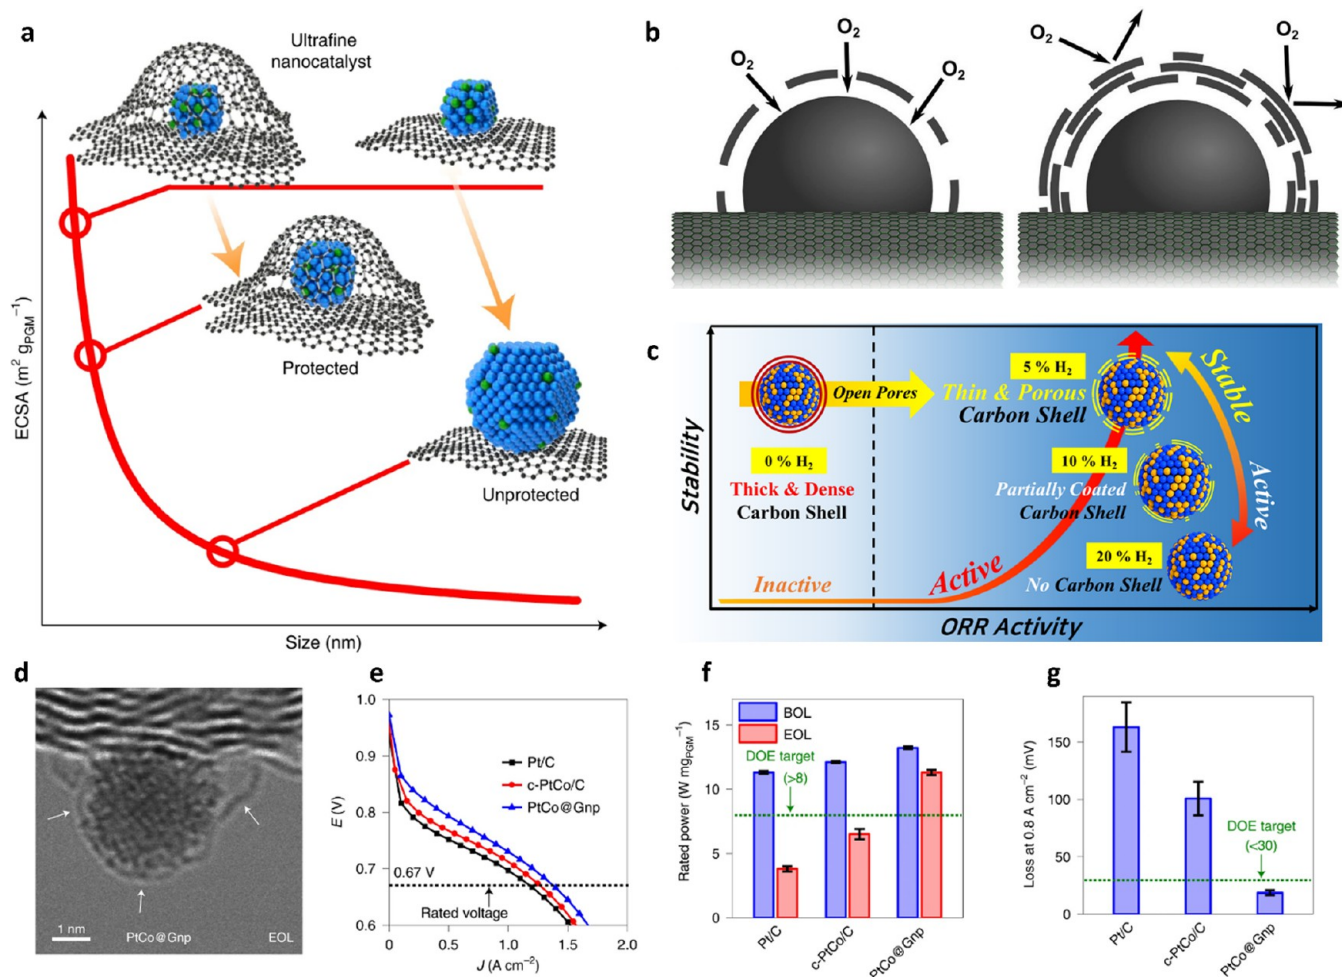 a
Ultrafine
nanocatalyst
ECSA (m² gPGM⁻¹)
Protected
Unprotected
Size (nm)
b
O₂
O₂
O₂
O₂
O₂
c
Stability
5 % H₂
Open Pores
Thin & Porous
Carbon Shell
Stable
0 % H₂
10 % H₂
Thick & Dense
Carbon Shell
Partially Coated
Carbon Shell
Active
20 % H₂
Inactive
Active
No Carbon Shell
ORR Activity
d
1 nm
PtCo@Gnp
EOL
e
1.0
0.9
0.8
0.7
0.6
E (V)
Pt/C
c-PtCo/C
PtCo@Gnp
0.67 V
Rated voltage
0
0.5
1.0
1.5
2.0
J (A cm⁻²)
f
BOL
EOL
DOE target
(>8)
15
10
5
0
Rated power (W mgPGM⁻¹)
Pt/C
c-PtCo/C
PtCo@Gnp
g
150
100
50
0
Loss at 0.8 A cm⁻² (mV)
DOE target
(<30)
Pt/C
c-PtCo/C
PtCo@Gnp